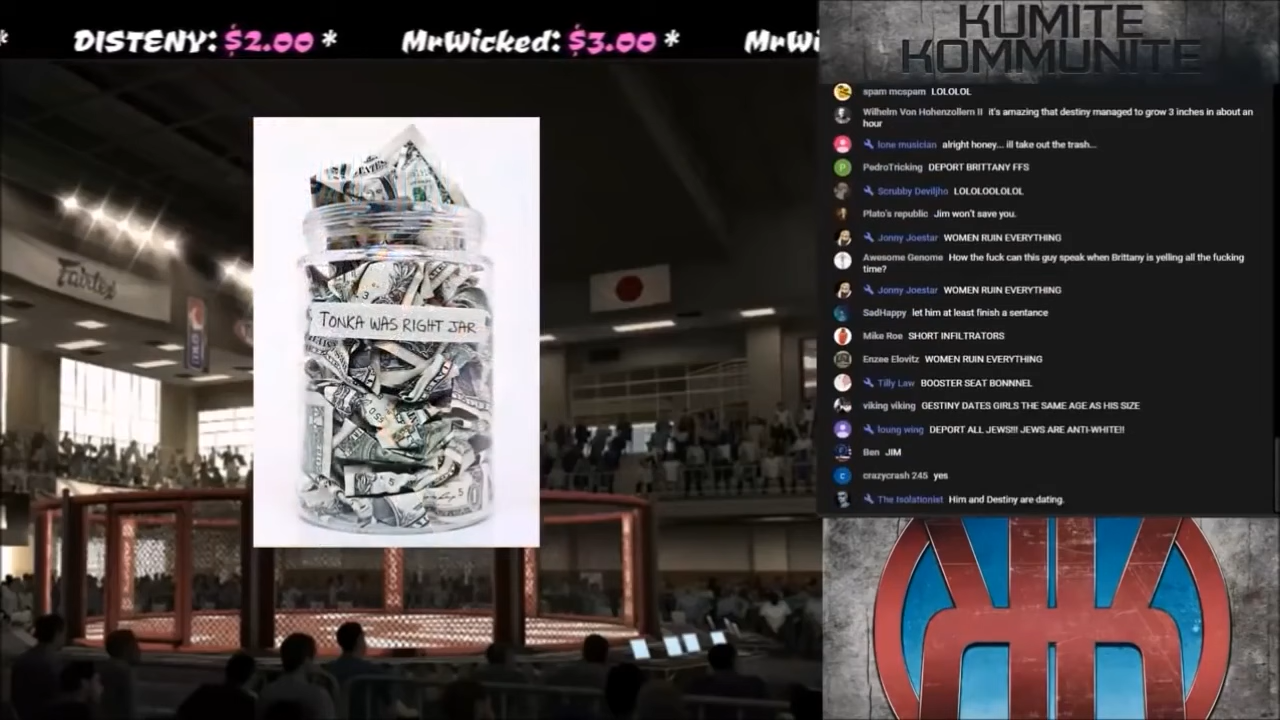 DISTENY: $2.00 * MrWicked: $3.00 * MrWi
KUMITE
KOMMUNITE
spam mcspam LOLOLOL
Wilhelm Von Hohenzollern II it's amazing that destiny managed to grow 3 inches in about an
hour
lone musician alright honey... ill take out the trash...
PedroTricking DEPORT BRITTANY FFS
Scrubby Deviljho LOLOLOOLOLOL
Plato's republic Jim won't save you.
Jonny Joestar WOMEN RUIN EVERYTHING
Awesome Genome How the fuck can this guy speak when Brittany is yelling all the fucking
time?
Jonny Joestar WOMEN RUIN EVERYTHING
SadHappy let him at least finish a sentance
Mike Roe SHORT INFILTRATORS
Enzee Elovitz WOMEN RUIN EVERYTHING
Tilly Law BOOSTER SEAT BONNNEL
viking viking GESTINY DATES GIRLS THE SAME AGE AS HIS SIZE
loung wing DEPORT ALL JEWS!!! JEWS ARE ANTI-WHITE!!
Ben JIM
crazycrash 245 yes
The Isolationist Him and Destiny are dating.
Fairtex
TONKA WAS RIGHT JAR